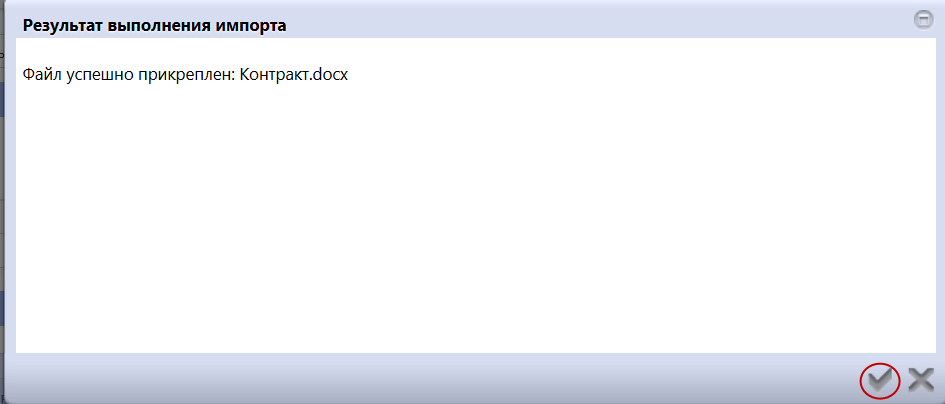 Результат выполнения импорта
Файл успешно прикреплен: Контракт.docx